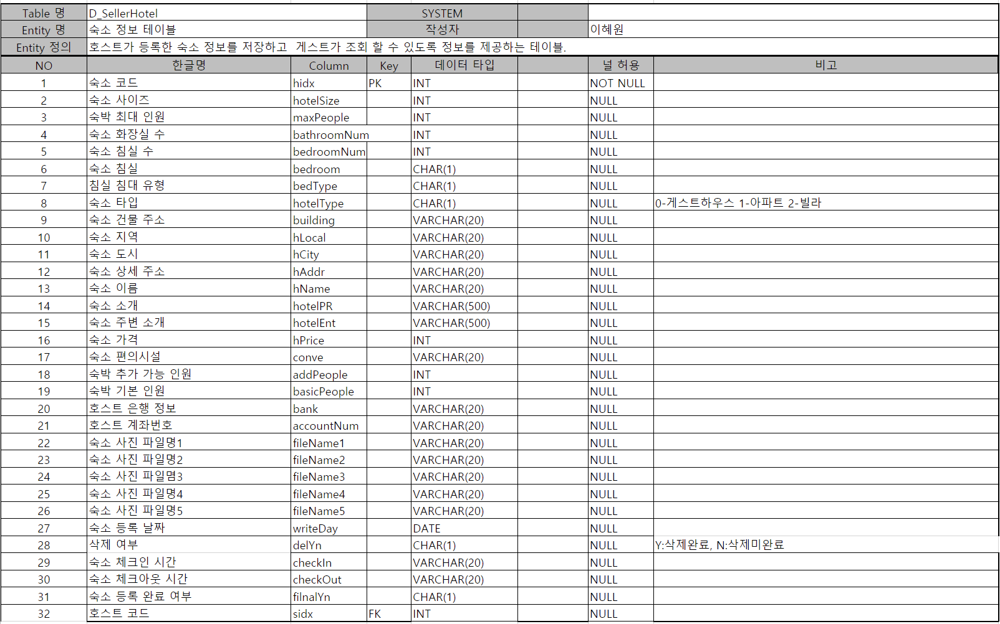 Table 명 D_SellerHotel SYSTEM
Entity 명 숙소 정보 테이블 작성자 이혜원
Entity 정의 호스트가 등록한 숙소 정보를 저장하고 게스트가 조회 할 수 있도록 정보를 제공하는 테이블.
NO 한글명 Column Key 데이터 타입 널 허용 비고
1 숙소 코드 hidx PK INT NOT NULL
2 숙소 사이즈 hotelSize INT NULL
3 숙박 최대 인원 maxPeople INT NULL
4 숙소 화장실 수 bathroomNum INT NULL
5 숙소 침실 수 bedroomNum INT NULL
6 숙소 침실 bedroom CHAR(1) NULL
7 침실 침대 유형 bedType CHAR(1) NULL
8 숙소 타입 hotelType CHAR(1) NULL 0-게스트하우스 1-아파트 2-빌라
9 숙소 건물 주소 building VARCHAR(20) NULL
10 숙소 지역 hLocal VARCHAR(20) NULL
11 숙소 도시 hCity VARCHAR(20) NULL
12 숙소 상세 주소 hAddr VARCHAR(20) NULL
13 숙소 이름 hName VARCHAR(20) NULL
14 숙소 소개 hotelPR VARCHAR(500) NULL
15 숙소 주변 소개 hotelEnt VARCHAR(500) NULL
16 숙소 가격 hPrice INT NULL
17 숙소 편의시설 conve VARCHAR(20) NULL
18 숙박 추가 가능 인원 addPeople INT NULL
19 숙박 기본 인원 basicPeople INT NULL
20 호스트 은행 정보 bank VARCHAR(20) NULL
21 호스트 계좌번호 accountNum VARCHAR(20) NULL
22 숙소 사진 파일명1 fileName1 VARCHAR(20) NULL
23 숙소 사진 파일명2 fileName2 VARCHAR(20) NULL
24 숙소 사진 파일몀3 fileName3 VARCHAR(20) NULL
25 숙소 사진 파일명4 fileName4 VARCHAR(20) NULL
26 숙소 사진 파일명5 fileName5 VARCHAR(20) NULL
27 숙소 등록 날짜 writeDay DATE NULL
28 삭제 여부 delYn CHAR(1) NULL Y:삭제완료, N:삭제미완료
29 숙소 체크인 시간 checkIn VARCHAR(20) NULL
30 숙소 체크아웃 시간 checkOut VARCHAR(20) NULL
31 숙소 등록 완료 여부 filnalYn CHAR(1) NULL
32 호스트 코드 sidx FK INT NULL